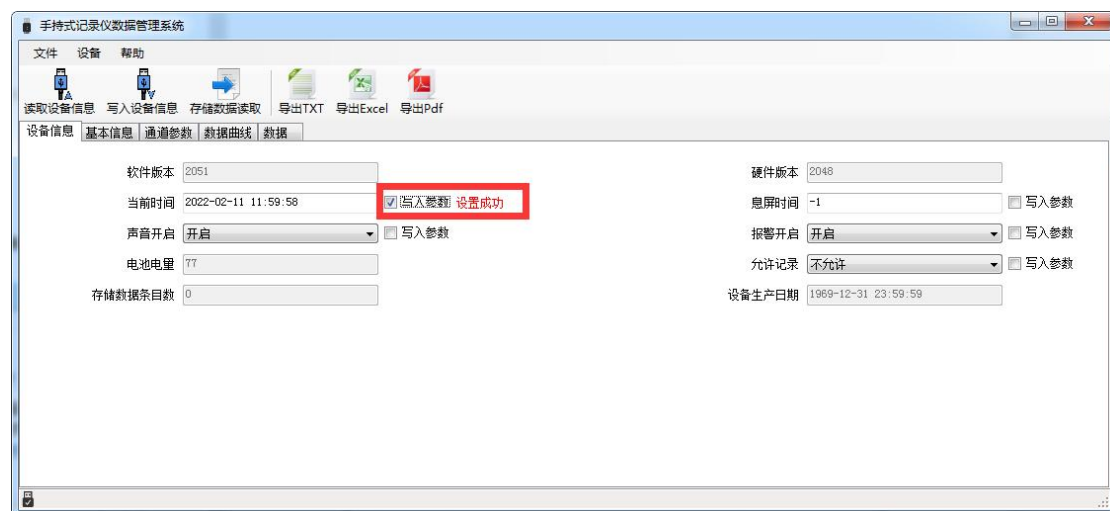 手持式记录仪数据管理系统
文件 设备 帮助
读取设备信息 写入设备信息 存储数据读取 导出TXT 导出Excel 导出Pdf
设备信息 基本信息 通道参数 数据曲线 数据
软件版本 2051 硬件版本 2048
当前时间 2022-02-11 11:59:58 写入参数 设置成功 息屏时间 -1 写入参数
声音开启 开启 写入参数 报警开启 开启 写入参数
电池电量 77 允许记录 不允许 写入参数
存储数据条目数 0 设备生产日期 1969-12-31 23:59:59